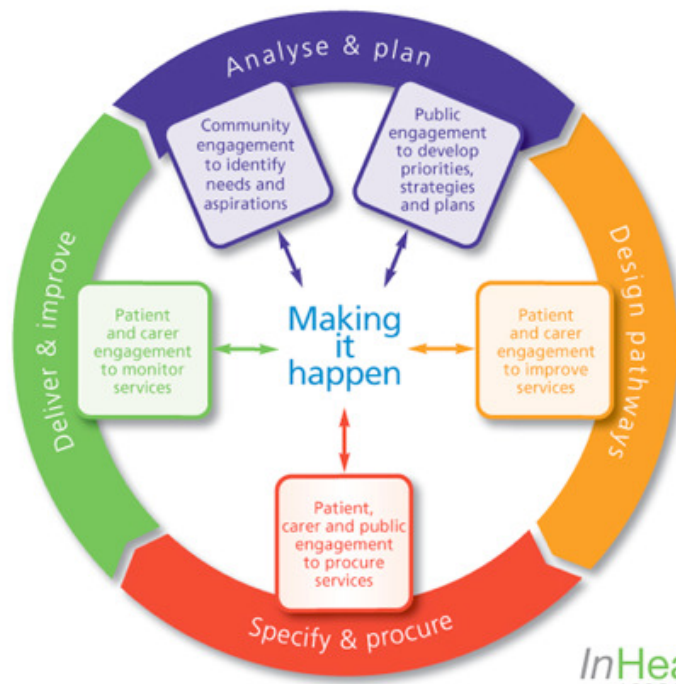 Analyse & plan
Community
engagement
to identify
needs and
aspirations
Public
engagement
to develop
priorities,
strategies
and plans
Design pathways
Deliver & improve
Patient
and carer
engagement
to monitor
services
Making
it
happen
Patient
and carer
engagement
to improve
services
Patient,
carer and public
engagement
to procure
services
Specify & procure